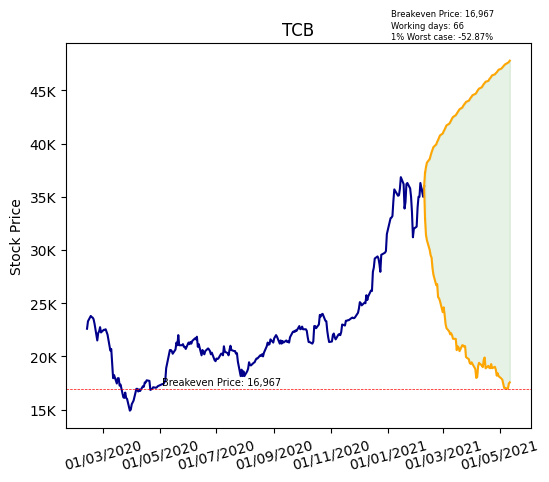 Breakeven Price: 16,967
Working days: 66
1% Worst case: -52.87%
TCB
Stock Price
45K
40K
35K
30K
25K
20K
15K
Breakeven Price: 16,967
01/03/2020
01/05/2020
01/07/2020
01/09/2020
01/11/2020
01/01/2021
01/03/2021
01/05/2021